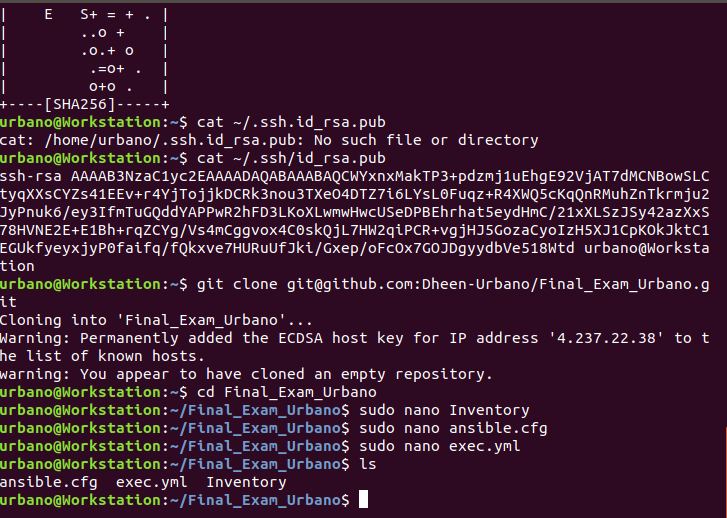 |    E   S+ = + . |
|        ..o +    |
|        .o.+ o   |
|         .=o+ .  |
|         o+o .   |
+----[SHA256]-----+
urbano@Workstation:~$ cat ~/.ssh.id_rsa.pub
cat: /home/urbano/.ssh.id_rsa.pub: No such file or directory
urbano@Workstation:~$ cat ~/.ssh/id_rsa.pub
ssh-rsa AAAAB3NzaC1yc2EAAAADAQABAAABAQCWYxnxMakTP3+pdzmj1uEhgE92VjAT7dMCNBowSLC
tyqXXsCYZs41EEv+r4YjTojjkDCRk3nou3TXeO4DTZ7i6LYsL0Fuqz+R4XWQ5cKqQnRMuhZnTkrmju2
JyPnuk6/ey3IfmTuGQddYAPPwR2hFD3LKoXLwmwHwcUSeDPBEhrhat5eydHmC/21xXLSzJSy42azXxS
78HVNE2E+E1Bh+rqZCYg/Vs4mCggvox4C0skQjL7HW2qiPCR+vgjHJ5GozaCyoIzH5XJ1CpKOkJktC1
EGUkfyeyxjyP0faifq/fQkxve7HURuUfJki/Gxep/oFcOx7GOJDgyydbVe518Wtd urbano@Worksta
tion
urbano@Workstation:~$ git clone git@github.com:Dheen-Urbano/Final_Exam_Urbano.g
it
Cloning into 'Final_Exam_Urbano'...
Warning: Permanently added the ECDSA host key for IP address '4.237.22.38' to t
he list of known hosts.
warning: You appear to have cloned an empty repository.
urbano@Workstation:~$ cd Final_Exam_Urbano
urbano@Workstation:~/Final_Exam_Urbano$ sudo nano Inventory
urbano@Workstation:~/Final_Exam_Urbano$ sudo nano ansible.cfg
urbano@Workstation:~/Final_Exam_Urbano$ sudo nano exec.yml
urbano@Workstation:~/Final_Exam_Urbano$ ls
ansible.cfg  exec.yml  Inventory
urbano@Workstation:~/Final_Exam_Urbano$